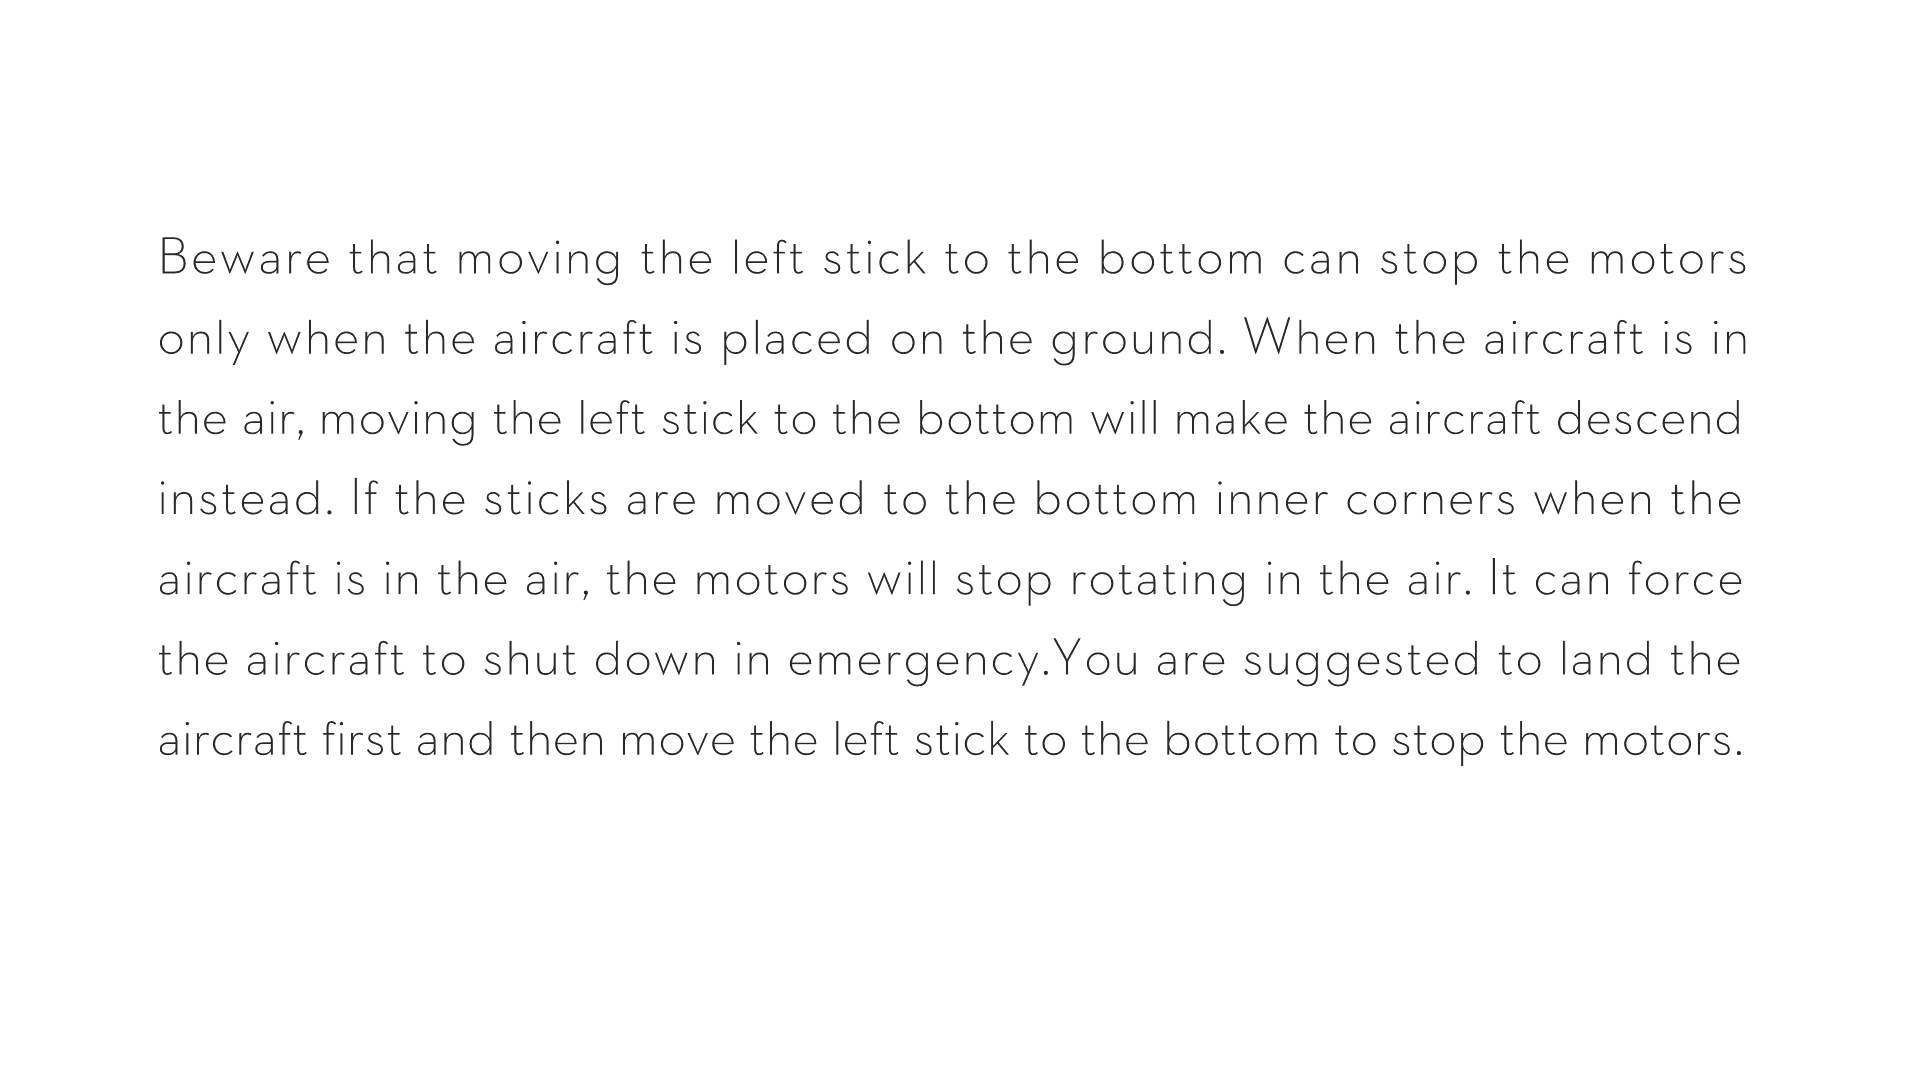 Beware that moving the left stick to the bottom can stop the motors
only when the aircraft is placed on the ground. When the aircraft is in
the air, moving the left stick to the bottom will make the aircraft descend
instead. If the sticks are moved to the bottom inner corners when the
aircraft is in the air, the motors will stop rotating in the air. It can force
the aircraft to shut down in emergency.You are suggested to land the
aircraft first and then move the left stick to the bottom to stop the motors.